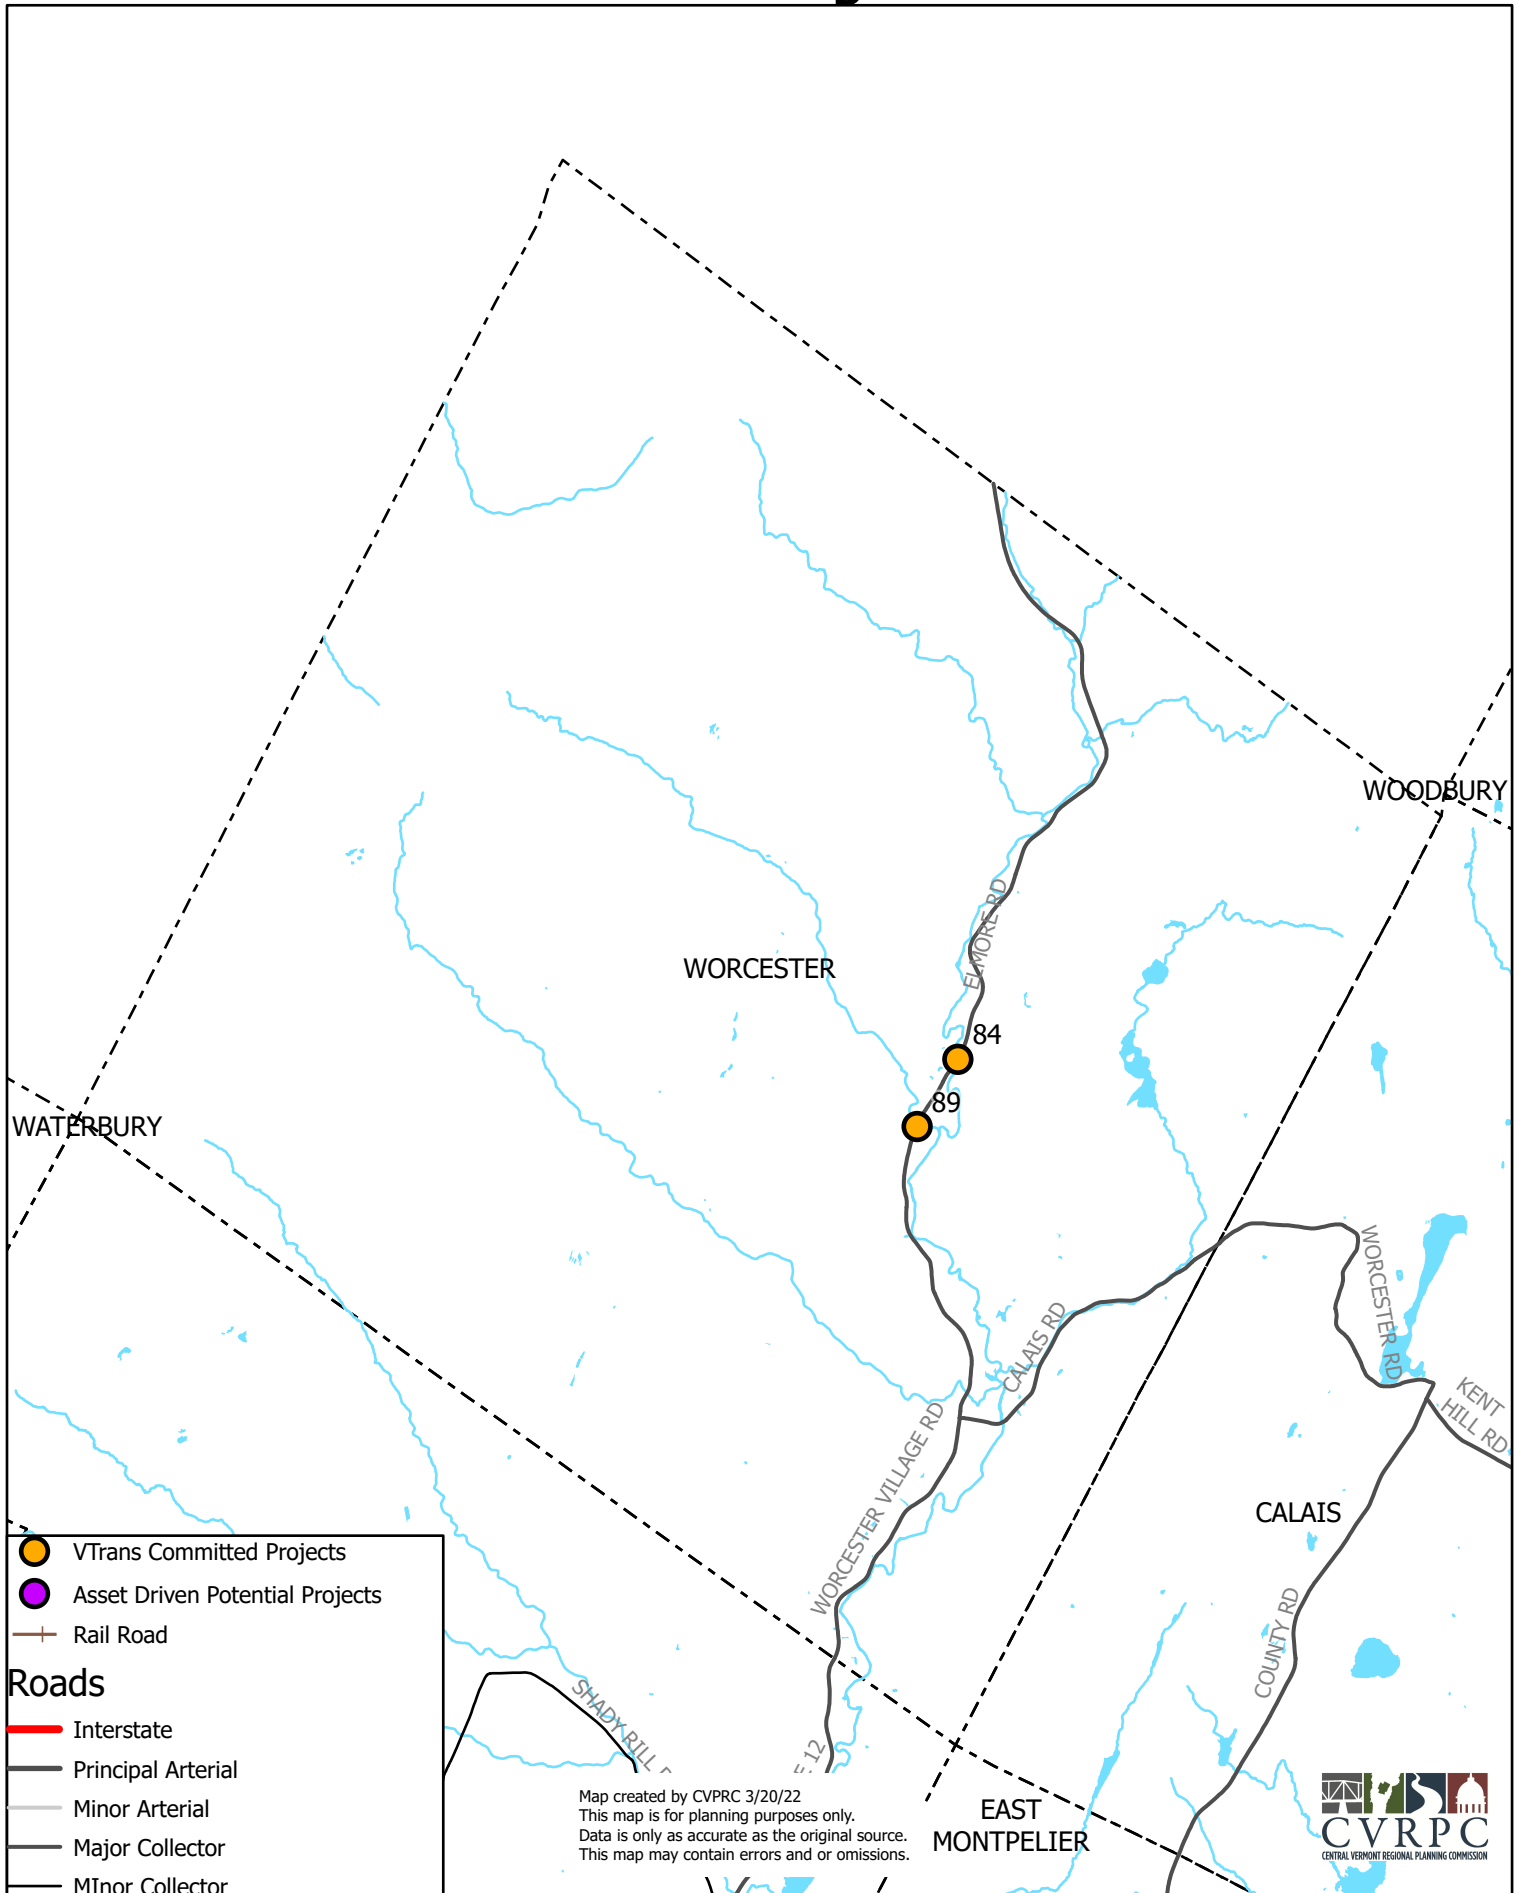 WOODBURY
ELMORE RD
WORCESTER
84
89
WATERBURY
WORCESTER RD
CALAIS RD
KENT
HILL RD
WORCESTER VILLAGE RD
CALAIS
COUNTY RD
SHADY RILL
E 12
EAST
MONTPELIER
VTrans Committed Projects
Asset Driven Potential Projects
Rail Road
Roads
Interstate
Principal Arterial
Minor Arterial
Major Collector
MInor Collector
Map created by CVPRC 3/20/22
This map is for planning purposes only.
Data is only as accurate as the original source.
This map may contain errors and or omissions.
CVRPC
CENTRAL VERMONT REGIONAL PLANNING COMMISSION